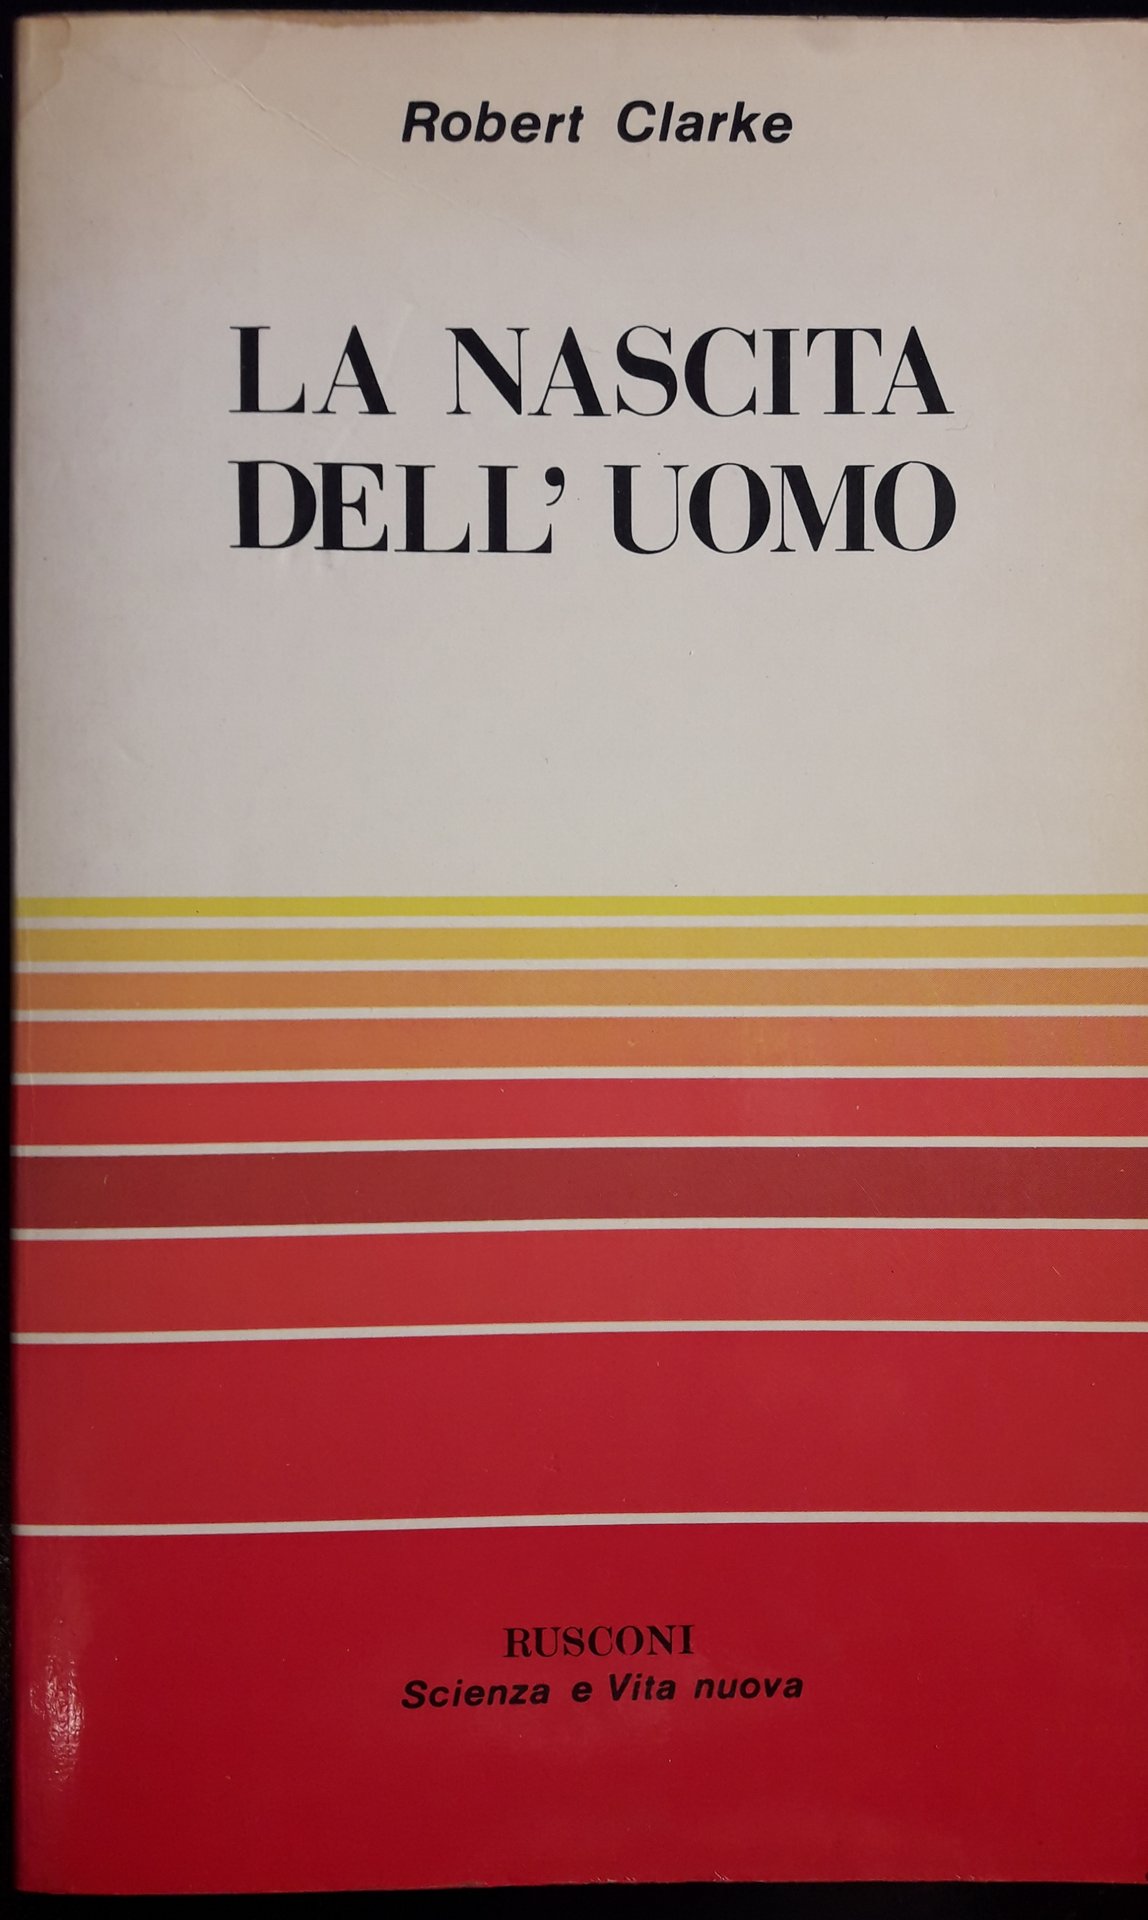 Robert Clarke
LA NASCITA
DELL' UOMO
RUSCONI
Scienza e Vita nuova